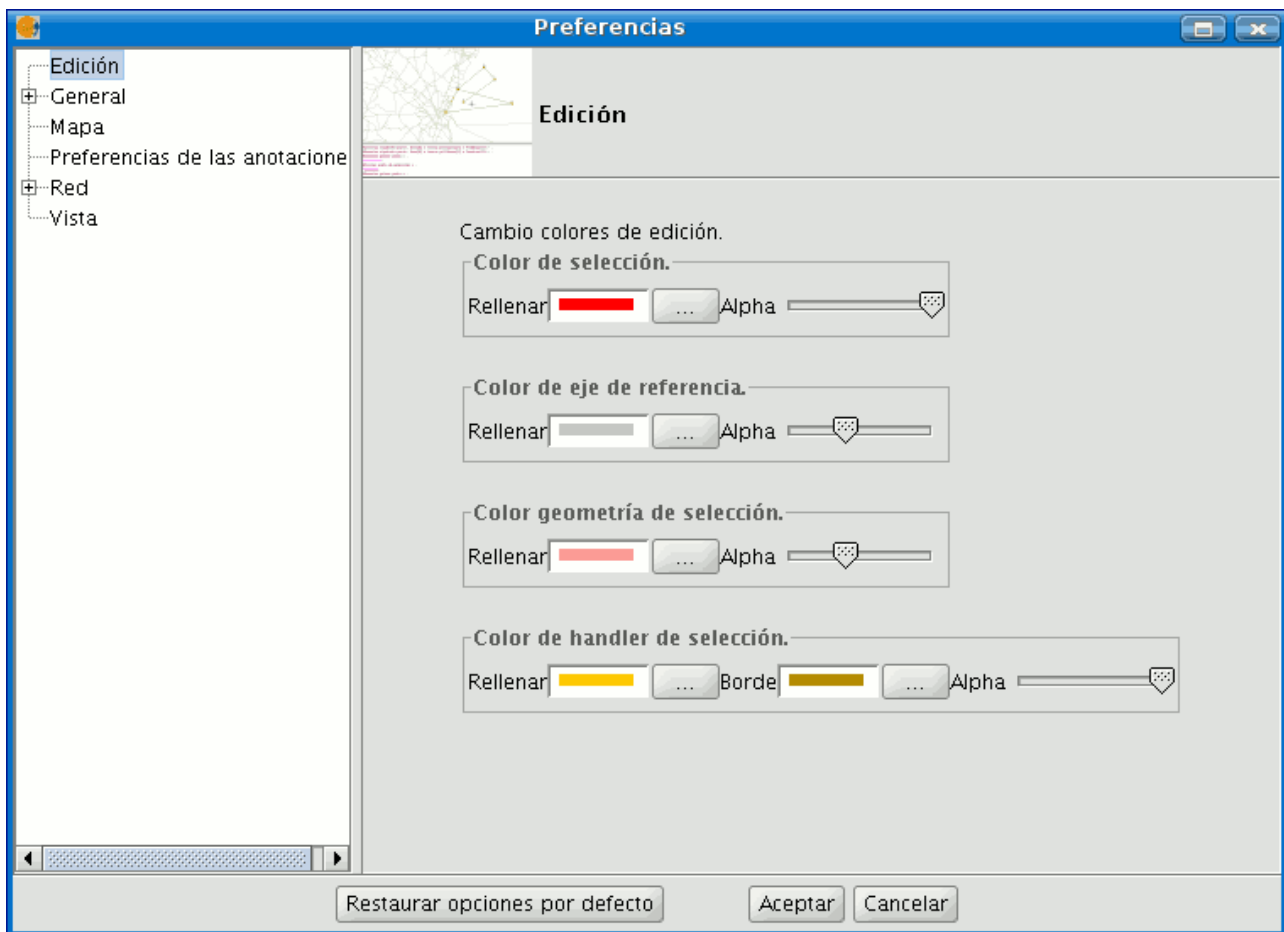 Preferencias
Edición
General
Mapa
Preferencias de las anotacione
Red
Vista
Edición
Cambio colores de edición.
Color de selección.
Rellenar ... Alpha
Color de eje de referencia.
Rellenar ... Alpha
Color geometría de selección.
Rellenar ... Alpha
Color de handler de selección.
Rellenar ... Borde ... Alpha
Restaurar opciones por defecto Aceptar Cancelar